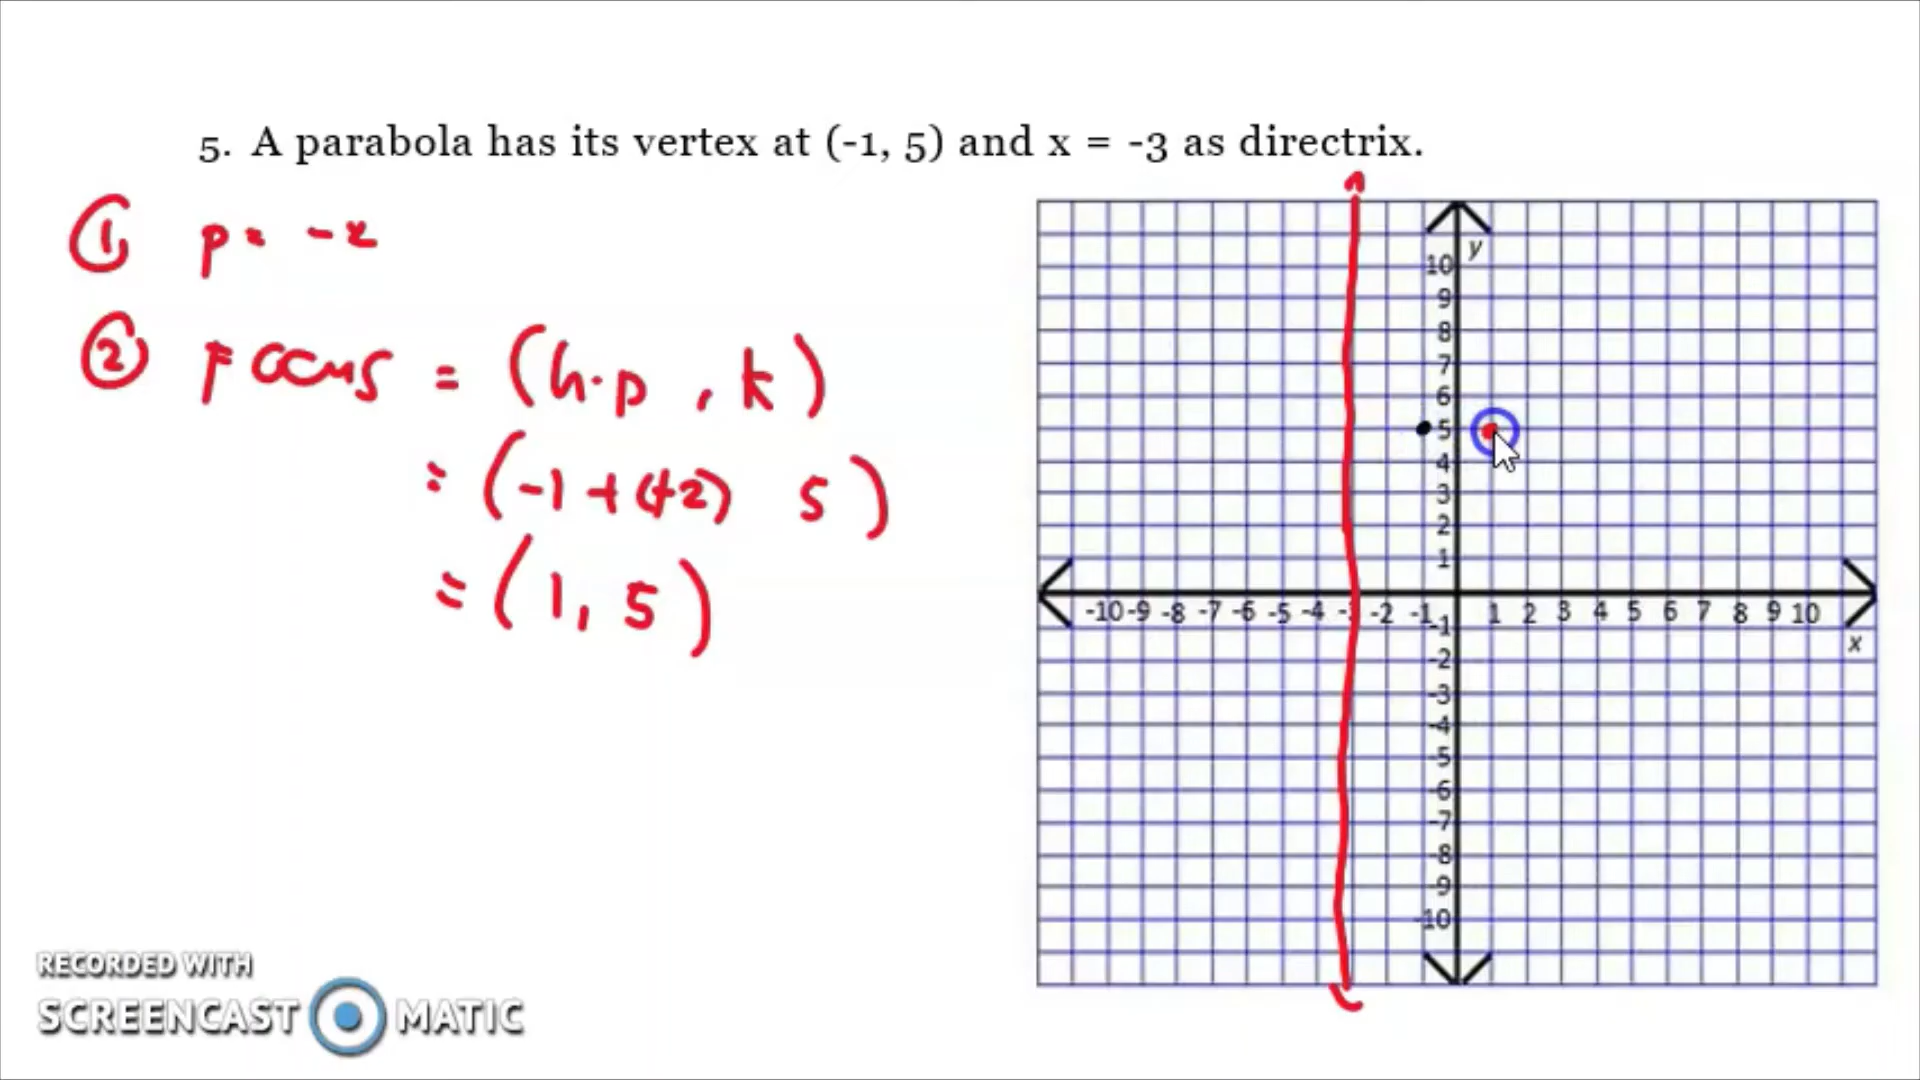 5. A parabola has its vertex at (-1, 5) and x = -3 as directrix.
① p = -2
② Focus = (h-p , k)
= (-1 + (+2) 5)
= (1, 5)
y
10
9
8
7
6
5
4
3
2
1
-10 -9 -8 -7 -6 -5 -4 -3 -2 -1 1 2 3 4 5 6 7 8 9 10
x
-1
-2
-3
-4
-5
-6
-7
-8
-9
-10
RECORDED WITH
SCREENCAST MATIC